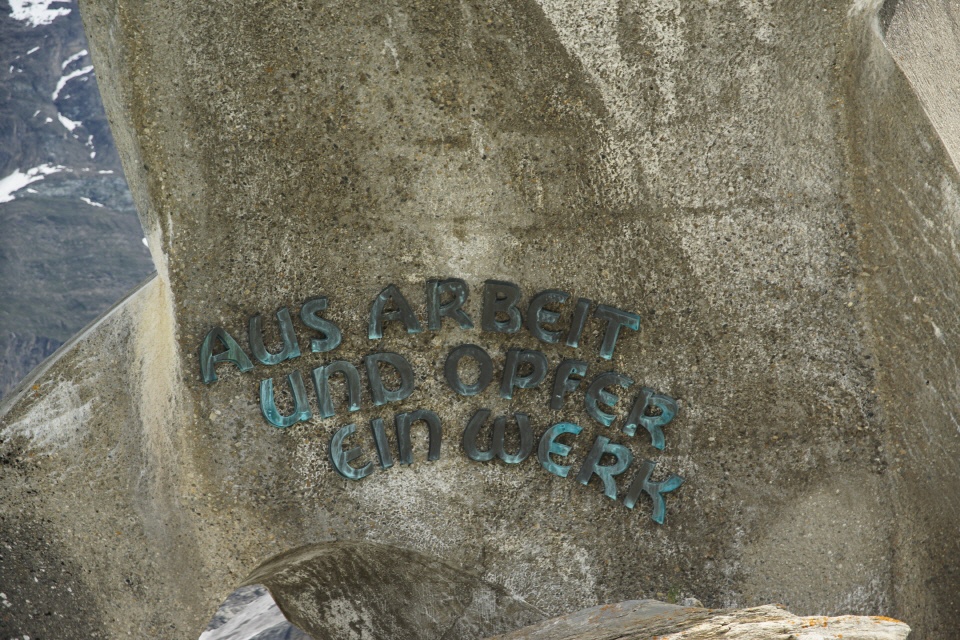 AUS ARBEIT
UND OPFER
EIN WERK